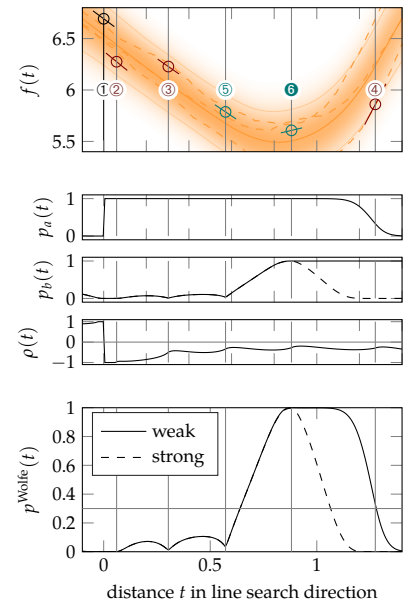 6.5
6
5.5
f(t)
① ② ③ ⑤ ❻ ④
1
0
p_a(t)
1
0
p_b(t)
1
0
−1
ρ(t)
1
0.8
0.6
0.4
0.2
0
p^Wolfe(t)
weak
strong
0 0.5 1
distance t in line search direction